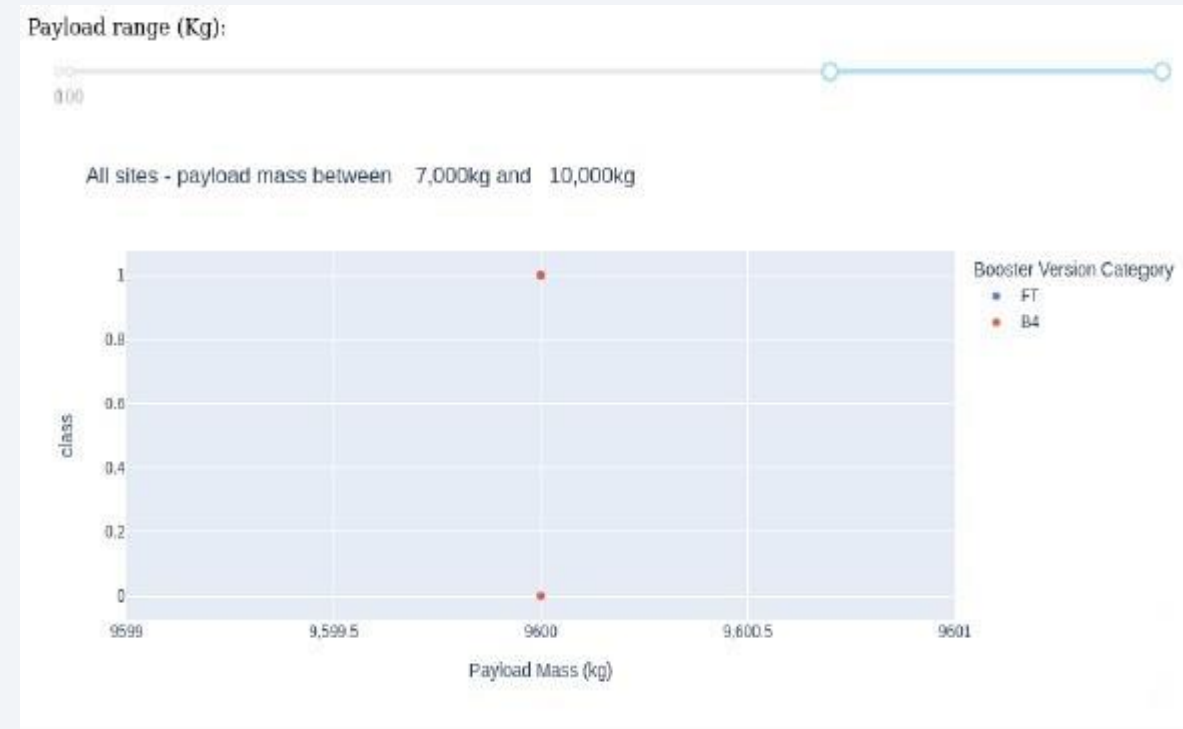 Payload range (Kg):
All sites - payload mass between 7,000kg and 10,000kg
Booster Version Category
FT
B4
1
0.8
0.6
0.4
0.2
0
class
9599
9,599.5
9600
9,600.5
9601
Payload Mass (kg)